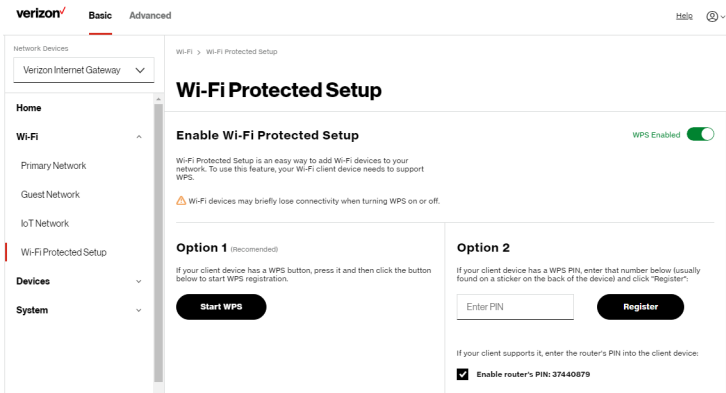 verizon
Basic
Advanced
Help
Network Devices
Verizon Internet Gateway
Home
Wi-Fi
Primary Network
Guest Network
IoT Network
Wi-Fi Protected Setup
Devices
System
Wi-Fi > Wi-Fi Protected Setup
Wi-Fi Protected Setup
Enable Wi-Fi Protected Setup
WPS Enabled
Wi-Fi Protected Setup is an easy way to add Wi-Fi devices to your
network. To use this feature, your Wi-Fi client device needs to support
WPS.
Wi-Fi devices may briefly lose connectivity when turning WPS on or off.
Option 1 (Recomended)
If your client device has a WPS button, press it and then click the button
below to start WPS registration.
Start WPS
Option 2
If your client device has a WPS PIN, enter that number below (usually
found on a sticker on the back of the device) and click "Register":
Enter PIN
Register
If your client supports it, enter the router's PIN into the client device:
Enable router's PIN: 37440879